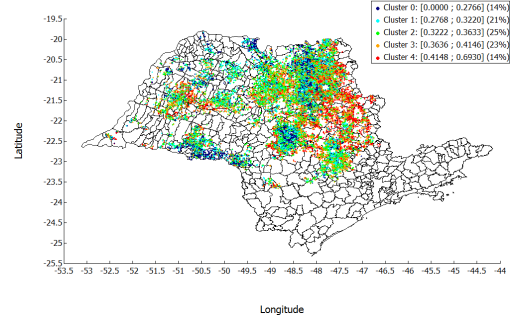 Cluster 0: [0.0000 ; 0.2766] (14%)
Cluster 1: [0.2768 ; 0.3220] (21%)
Cluster 2: [0.3222 ; 0.3633] (25%)
Cluster 3: [0.3636 ; 0.4146] (23%)
Cluster 4: [0.4148 ; 0.6930] (14%)
-19.5
-20
-20.5
-21
-21.5
-22
-22.5
-23
-23.5
-24
-24.5
-25
-25.5
Latitude
-53.5 -53 -52.5 -52 -51.5 -51 -50.5 -50 -49.5 -49 -48.5 -48 -47.5 -47 -46.5 -46 -45.5 -45 -44.5 -44
Longitude